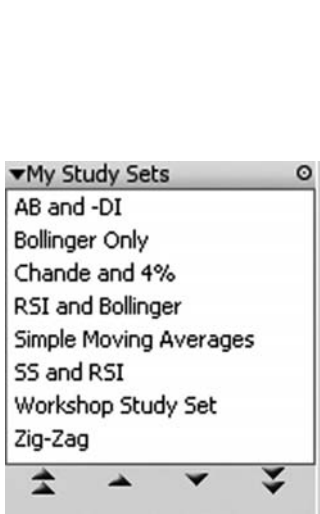 ▼My Study Sets
AB and -DI
Bollinger Only
Chande and 4%
RSI and Bollinger
Simple Moving Averages
SS and RSI
Workshop Study Set
Zig-Zag